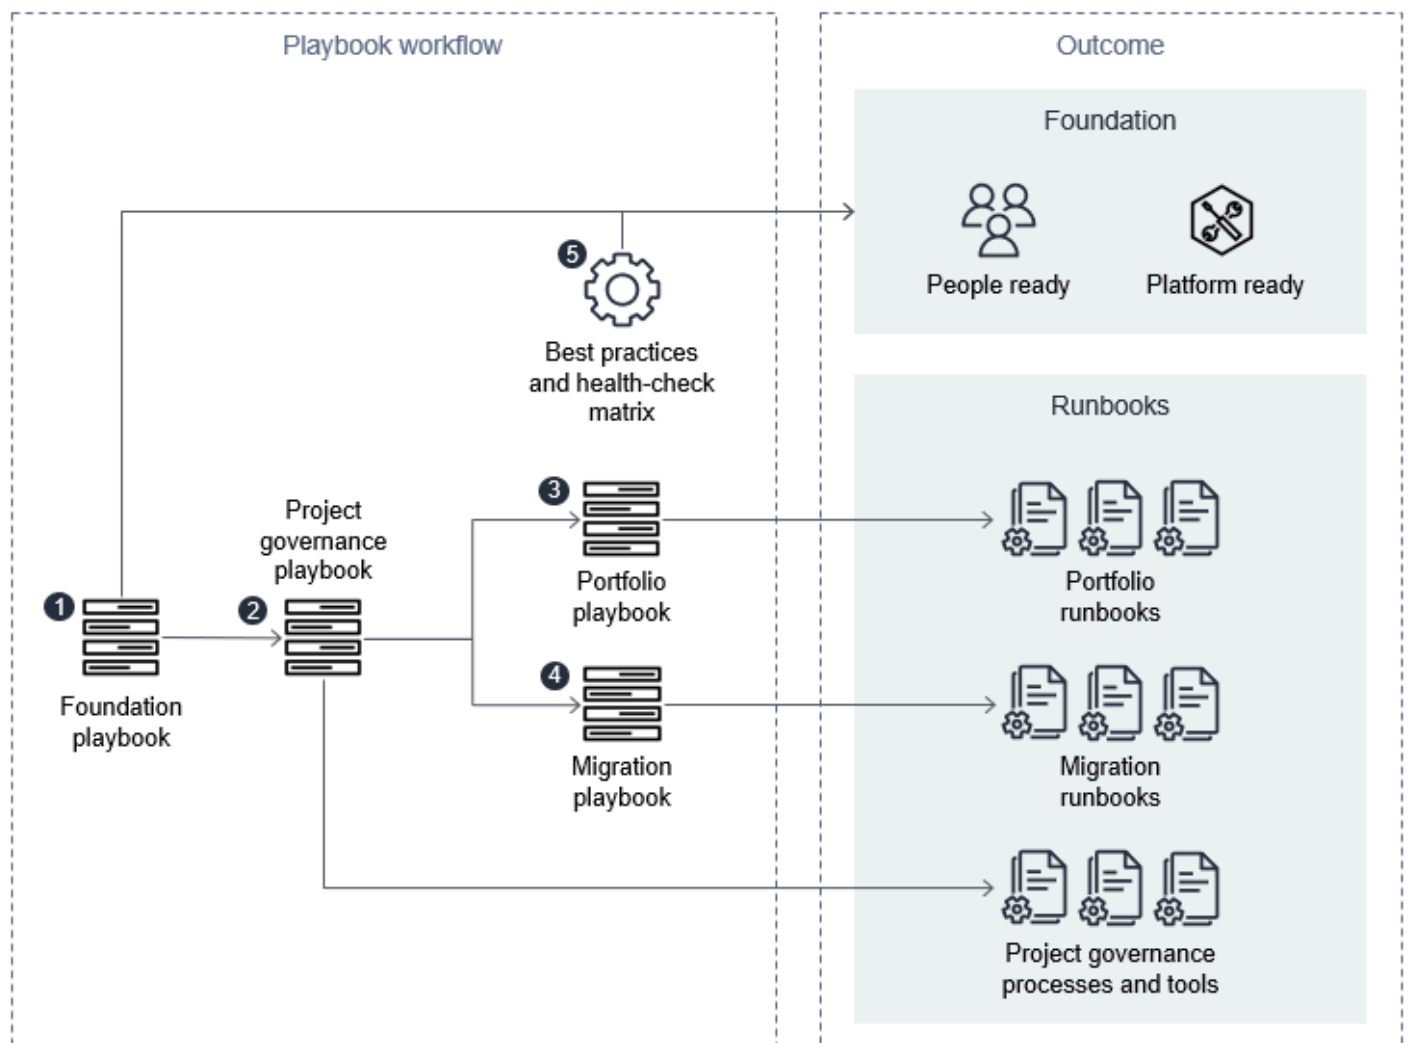 Playbook workflow
Outcome
Foundation
People ready
Platform ready
5
Best practices
and health-check
matrix
Runbooks
1
Foundation
playbook
2
Project
governance
playbook
3
Portfolio
playbook
4
Migration
playbook
Portfolio
runbooks
Migration
runbooks
Project governance
processes and tools